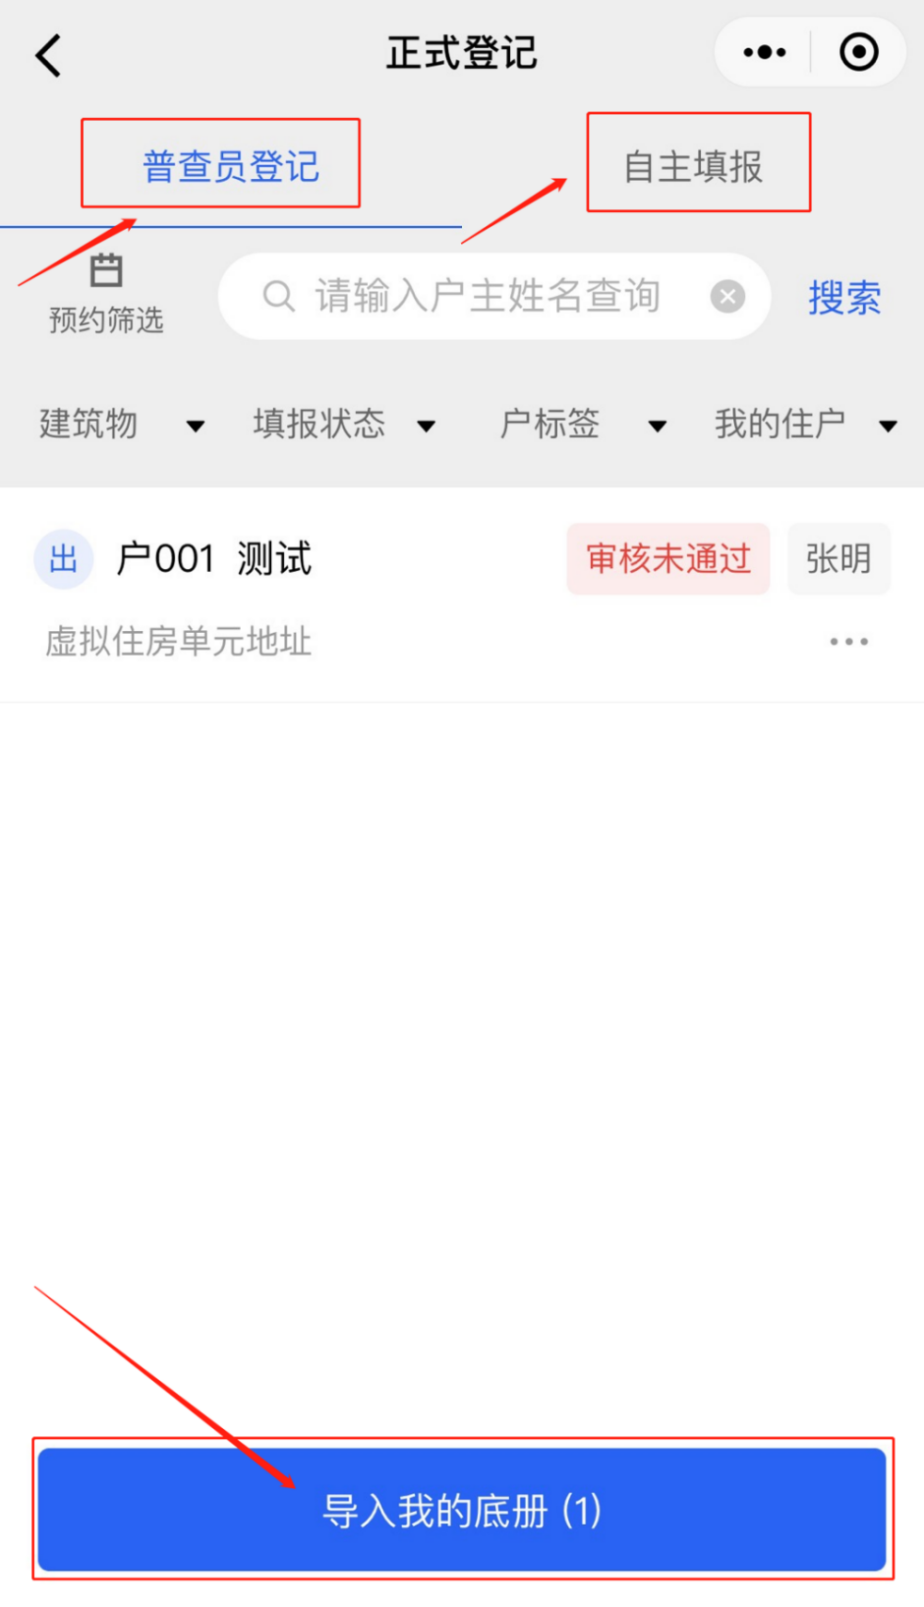 正式登记
普查员登记 自主填报
预约筛选 请输入户主姓名查询 搜索
建筑物 填报状态 户标签 我的住户
出 户001 测试 审核未通过 张明
虚拟住房单元地址
导入我的底册 (1)